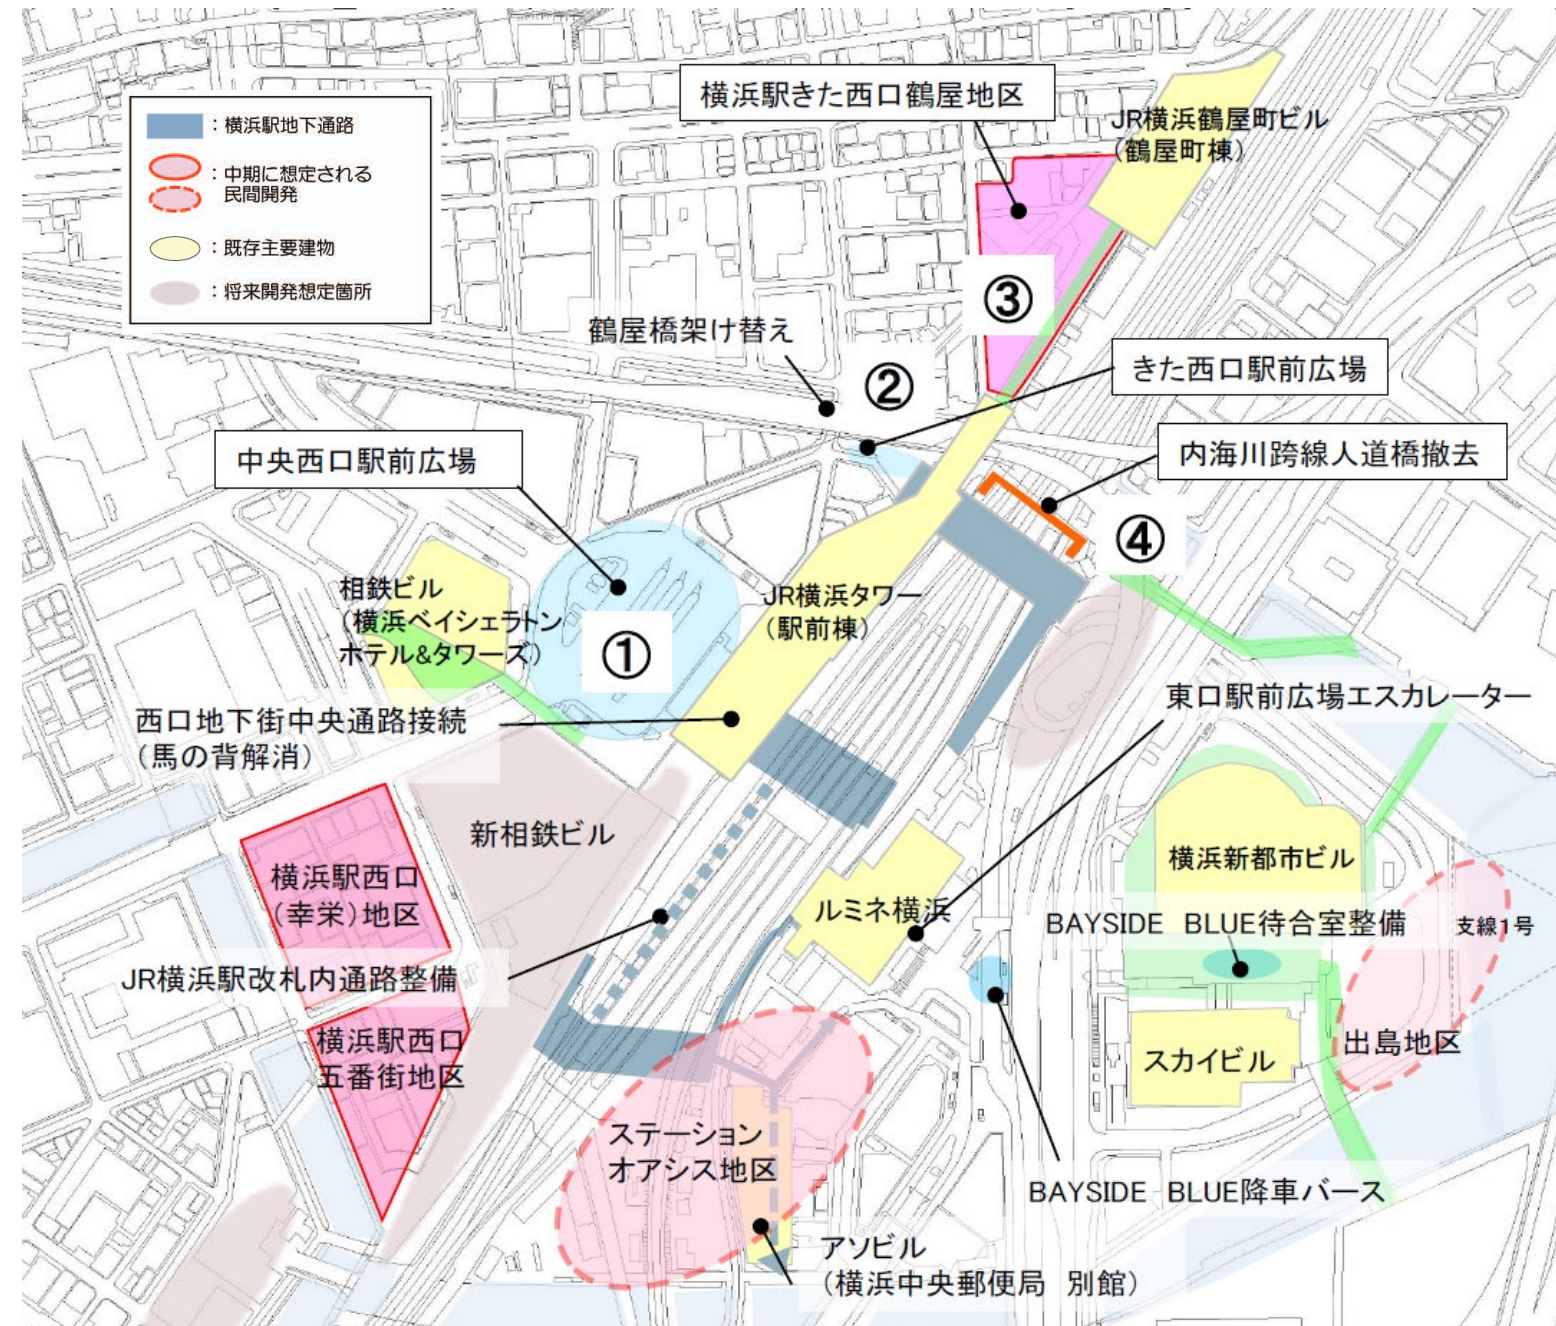 横浜駅きた西口鶴屋地区
JR横浜鶴屋町ビル
(鶴屋町棟)
：横浜駅地下通路
：中期に想定される
民間開発
：既存主要建物
：将来開発想定箇所
③
鶴屋橋架け替え
②
きた西口駅前広場
中央西口駅前広場
内海川跨線人道橋撤去
④
相鉄ビル
(横浜ベイシェラトン
ホテル&タワーズ)
JR横浜タワー
(駅前棟)
①
西口地下街中央通路接続
(馬の背解消)
東口駅前広場エスカレーター
新相鉄ビル
横浜駅西口
(幸栄)地区
横浜新都市ビル
ルミネ横浜
BAYSIDE BLUE待合室整備
支線1号
JR横浜駅改札内通路整備
横浜駅西口
五番街地区
スカイビル
出島地区
ステーション
オアシス地区
BAYSIDE BLUE降車バース
アソビル
(横浜中央郵便局 別館)